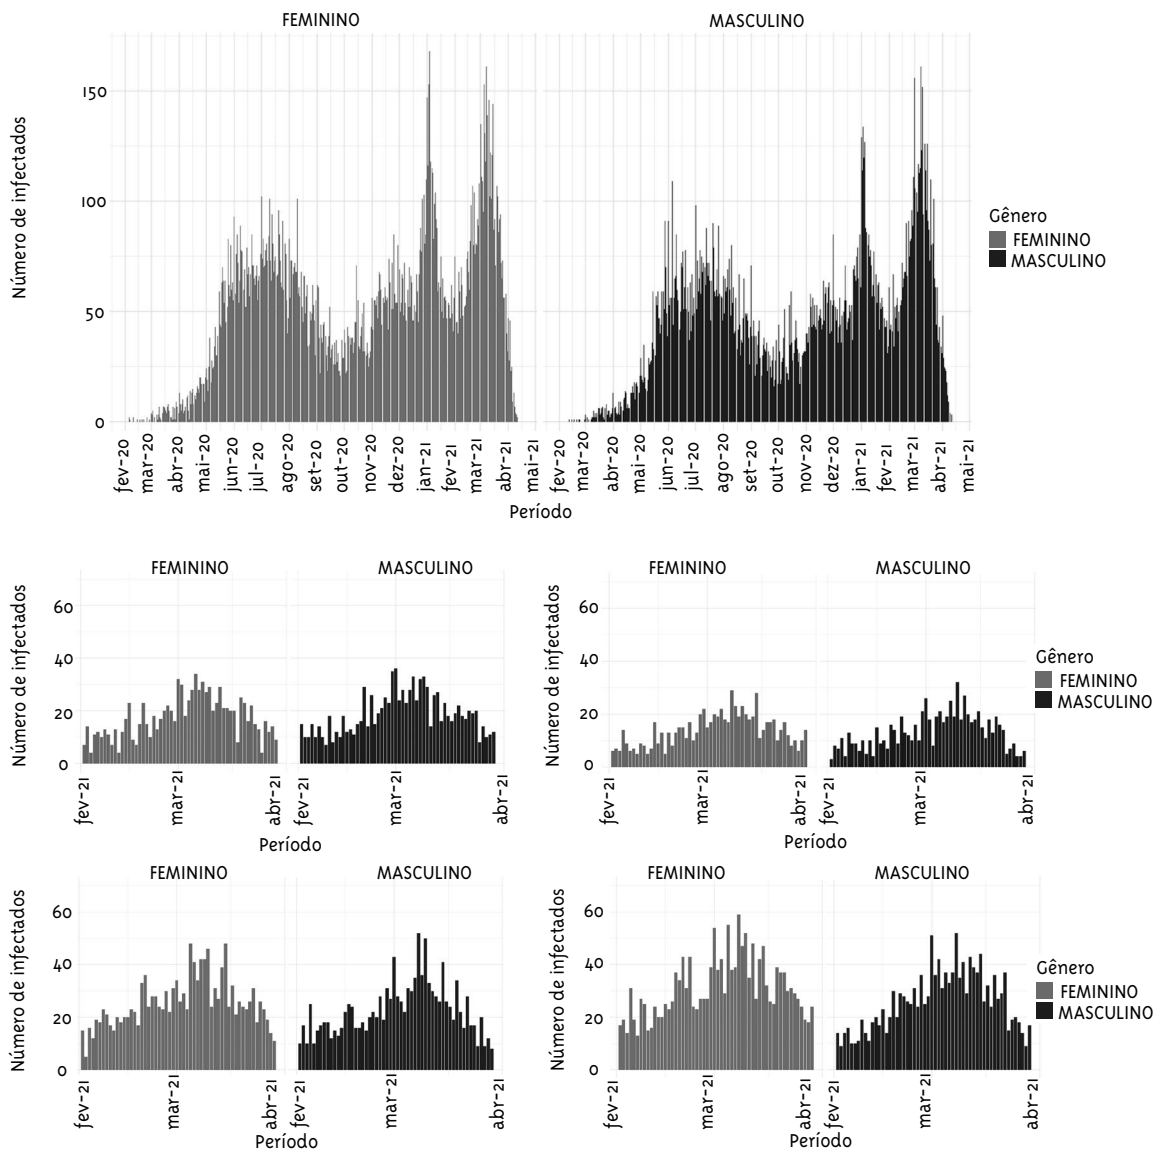 FEMININO MASCULINO
Número de infectados
150
100
50
0
fev-20 mar-20 abr-20 mai-20 jun-20 jul-20 ago-20 set-20 out-20 nov-20 dez-20 jan-21 fev-21 mar-21 abr-21 mai-21 fev-20 mar-20 abr-20 mai-20 jun-20 jul-20 ago-20 set-20 out-20 nov-20 dez-20 jan-21 fev-21 mar-21 abr-21 mai-21
Período
Gênero
FEMININO
MASCULINO
FEMININO MASCULINO
Número de infectados
60
40
20
0
fev-21 mar-21 abr-21 fev-21 mar-21 abr-21
Período
FEMININO MASCULINO
Número de infectados
60
40
20
0
fev-21 mar-21 abr-21 fev-21 mar-21 abr-21
Período
Gênero
FEMININO
MASCULINO
FEMININO MASCULINO
Número de infectados
60
40
20
0
fev-21 mar-21 abr-21 fev-21 mar-21 abr-21
Período
FEMININO MASCULINO
Número de infectados
60
40
20
0
fev-21 mar-21 abr-21 fev-21 mar-21 abr-21
Período
Gênero
FEMININO
MASCULINO